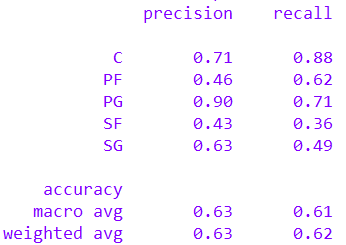 precision recall
C 0.71 0.88
PF 0.46 0.62
PG 0.90 0.71
SF 0.43 0.36
SG 0.63 0.49
accuracy
macro avg 0.63 0.61
weighted avg 0.63 0.62